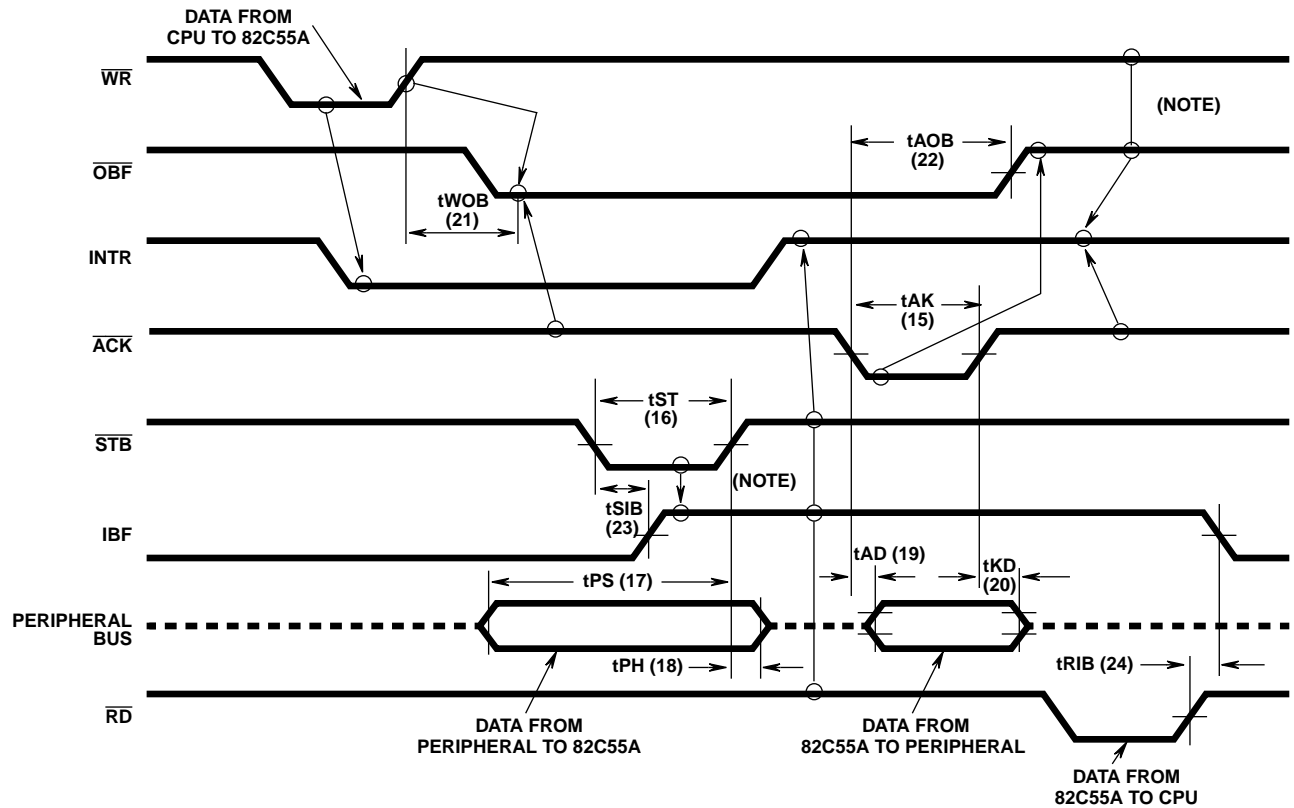 DATA FROM
CPU TO 82C55A
WR
(NOTE)
tAOB
(22)
OBF
tWOB
(21)
INTR
tAK
(15)
ACK
tST
(16)
STB
(NOTE)
tSIB
(23)
IBF
tAD (19)
tKD
(20)
tPS (17)
PERIPHERAL
BUS
tPH (18)
tRIB (24)
RD
DATA FROM
PERIPHERAL TO 82C55A
DATA FROM
82C55A TO PERIPHERAL
DATA FROM
82C55A TO CPU